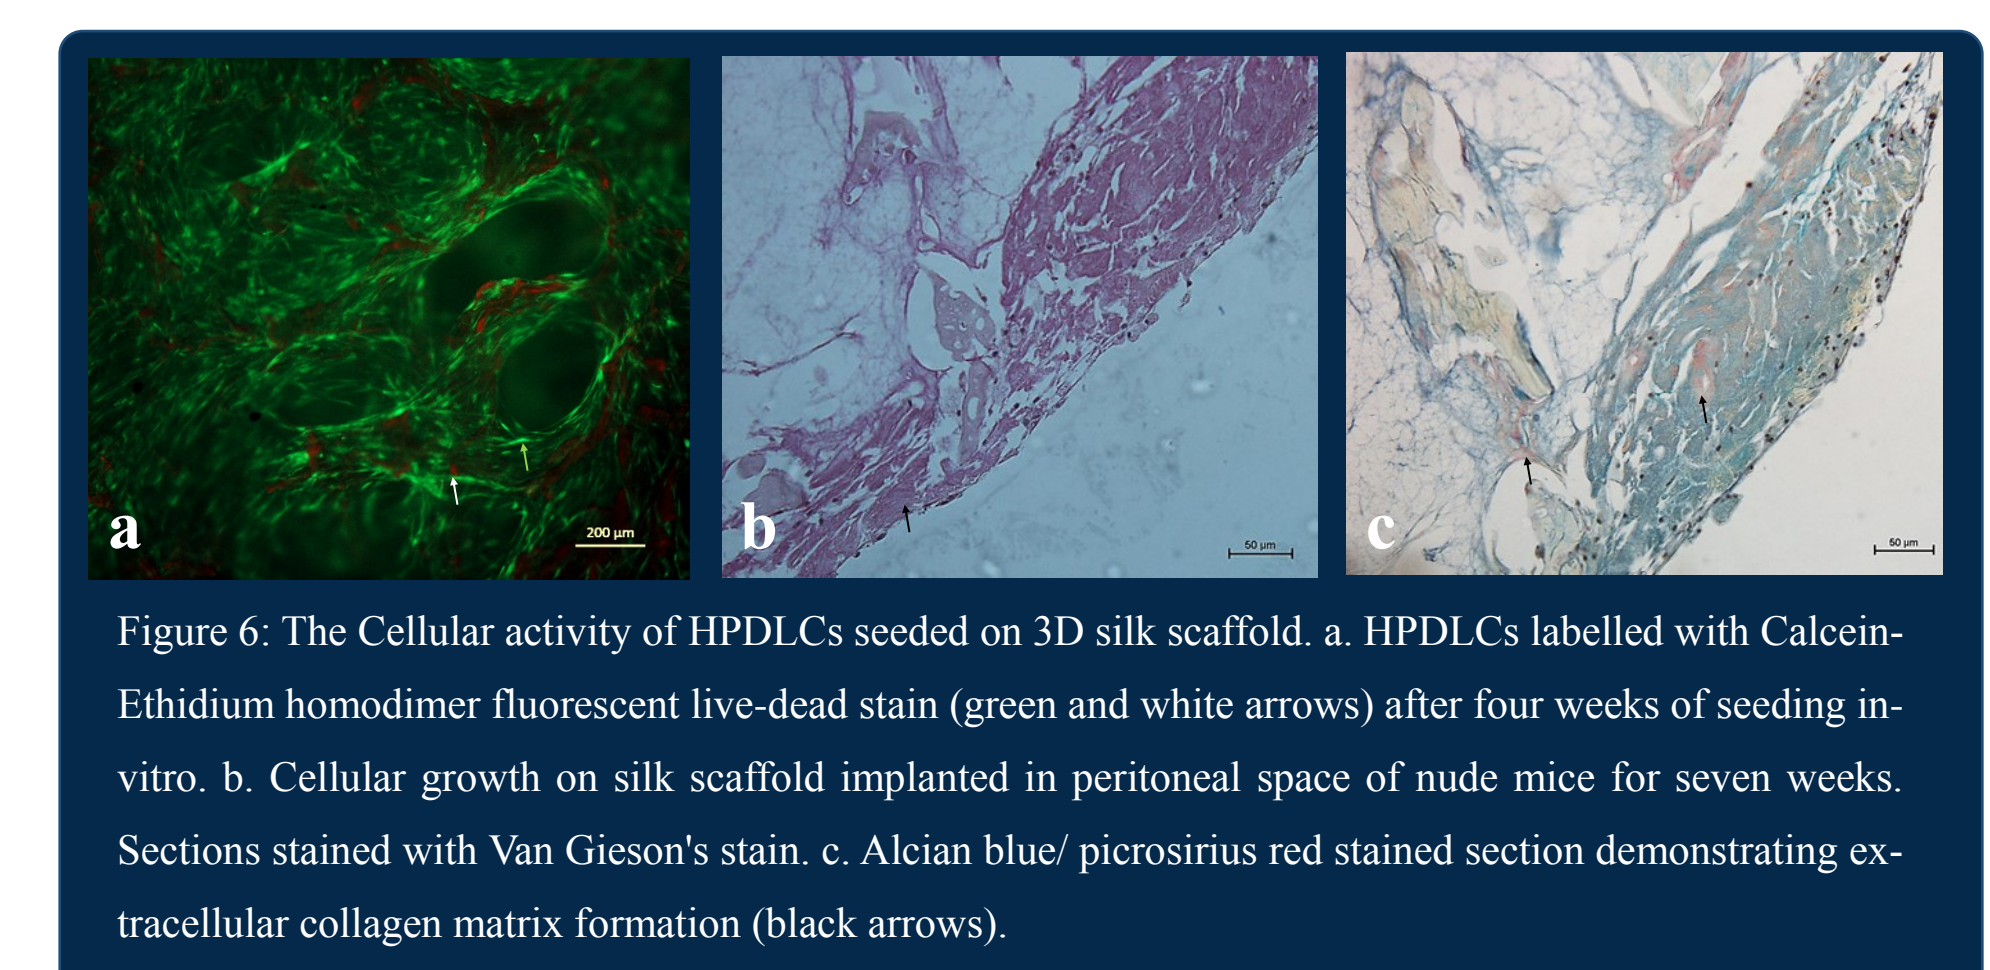 200 µm
a
50 µm
b
50 µm
c
Figure 6: The Cellular activity of HPDLCs seeded on 3D silk scaffold. a. HPDLCs labelled with Calcein-
Ethidium homodimer fluorescent live-dead stain (green and white arrows) after four weeks of seeding in-
vitro. b. Cellular growth on silk scaffold implanted in peritoneal space of nude mice for seven weeks.
Sections stained with Van Gieson's stain. c. Alcian blue/ picrosirius red stained section demonstrating ex-
tracellular collagen matrix formation (black arrows).